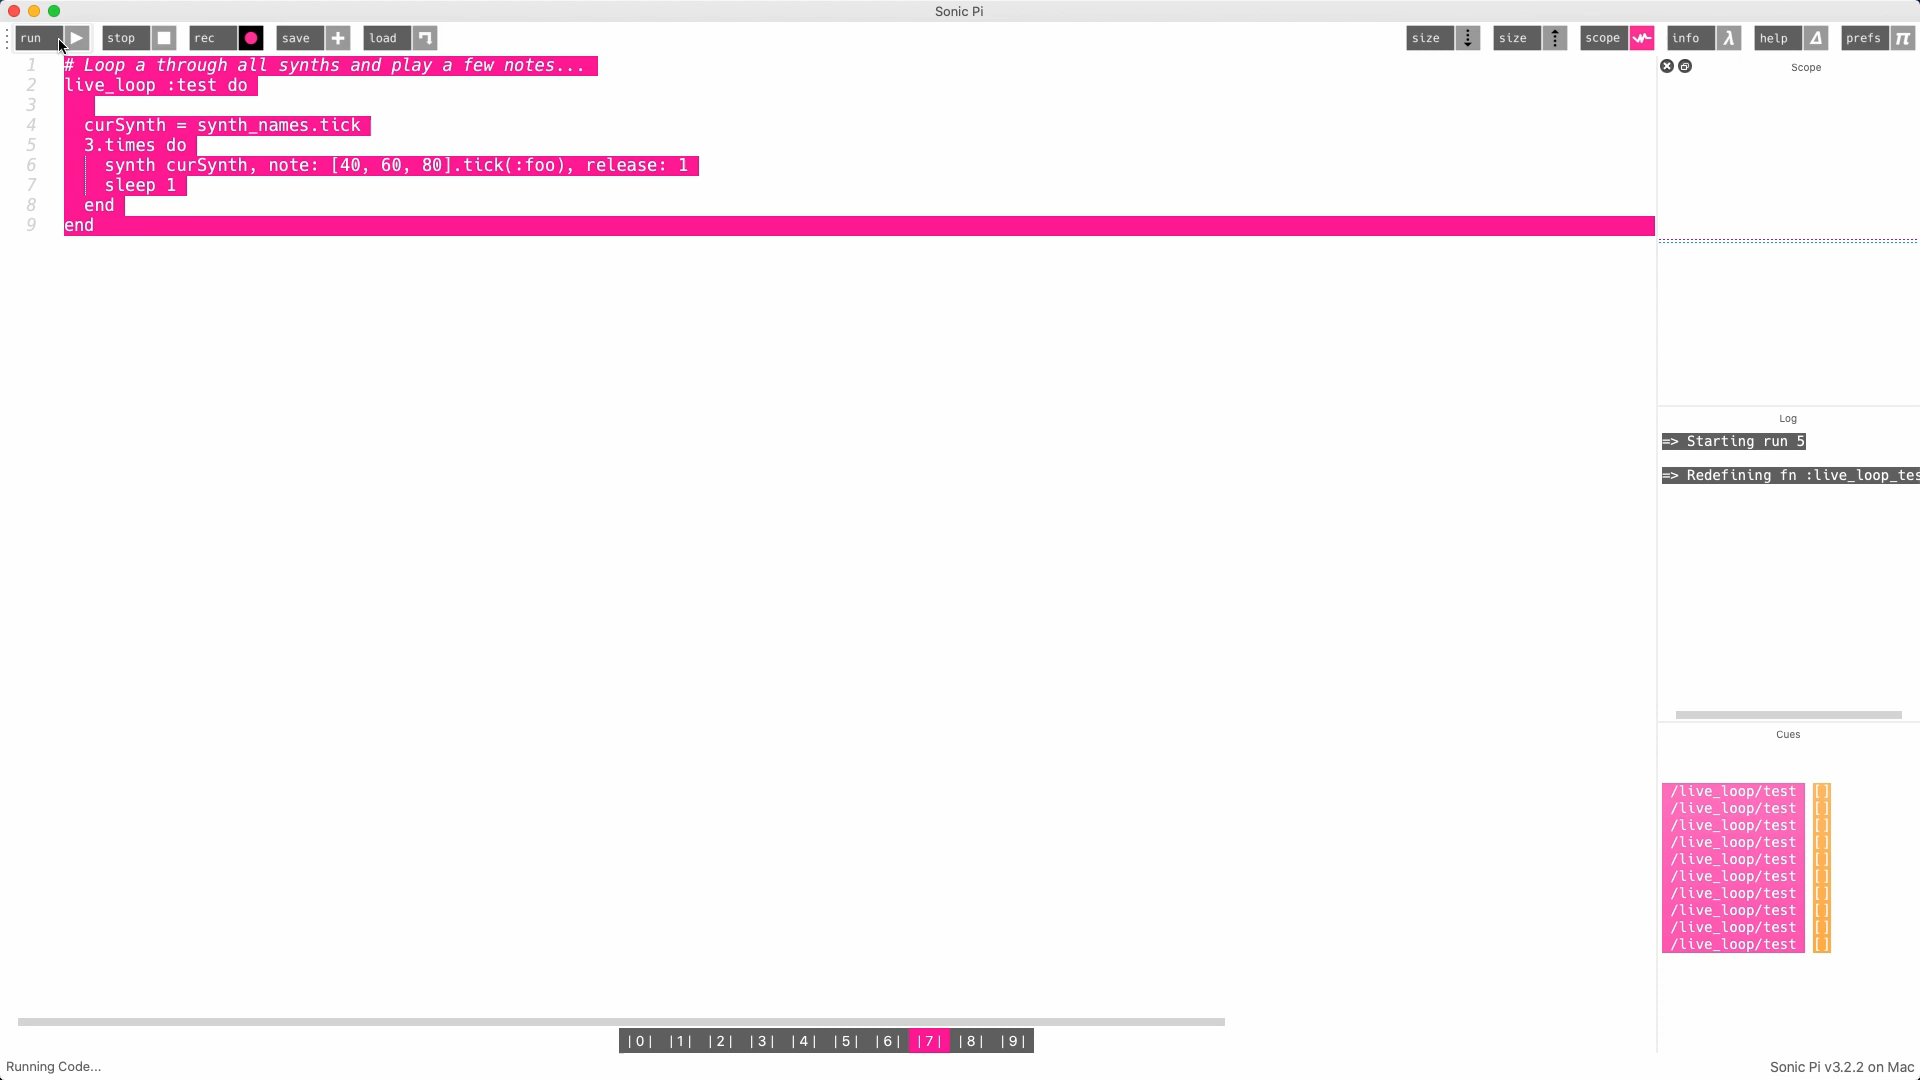 Sonic Pi
run stop rec save load size size scope info λ help prefs π
Scope
1 # Loop a through all synths and play a few notes...
2 live_loop :test do
3
4 curSynth = synth_names.tick
5 3.times do
6 synth curSynth, note: [40, 60, 80].tick(:foo), release: 1
7 sleep 1
8 end
9 end
Log
=> Starting run 5
=> Redefining fn :live_loop_tes
Cues
/live_loop/test []
/live_loop/test []
/live_loop/test []
/live_loop/test []
/live_loop/test []
/live_loop/test []
/live_loop/test []
/live_loop/test []
/live_loop/test []
/live_loop/test []
|0| |1| |2| |3| |4| |5| |6| |7| |8| |9|
Running Code...
Sonic Pi v3.2.2 on Mac